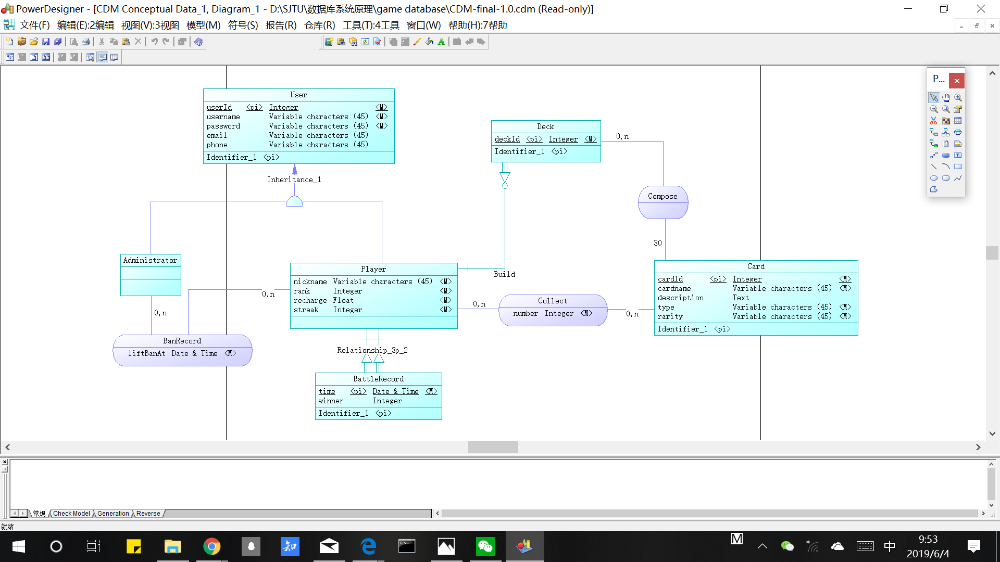 PowerDesigner - [CDM Conceptual Data_1, Diagram_1 - D:\SJTU\数据库系统原理\game database\CDM-final-1.0.cdm (Read-only)]
文件(F) 编辑(E):2编辑 视图(V):3视图 模型(M) 符号(S) 报告(R) 仓库(R) 工具(T):4工具 窗口(W) 帮助(H):7帮助
P...
User
userId <pi> Integer <M>
username Variable characters (45) <M>
password Variable characters (45) <M>
email Variable characters (45)
phone Variable characters (45)
Identifier_1 <pi>
Deck
deckId <pi> Integer <M>
Identifier_1 <pi>
0,n
Inheritance_1
Compose
30
Administrator
0,n
Player
nickname Variable characters (45) <M>
rank Integer <M>
recharge Float <M>
streak Integer <M>
Build
0,n
0,n
Collect
number Integer <M>
0,n
Card
cardId <pi> Integer <M>
cardname Variable characters (45) <M>
description Text
type Variable characters (45) <M>
rarity Variable characters (45) <M>
Identifier_1 <pi>
BanRecord
liftBanAt Date & Time <M>
Relationship_3p_2
BattleRecord
time <pi> Date & Time <M>
winner Integer
Identifier_1 <pi>
常规 Check Model Generation Reverse
就绪
知
M
中
9:53
2019/6/4